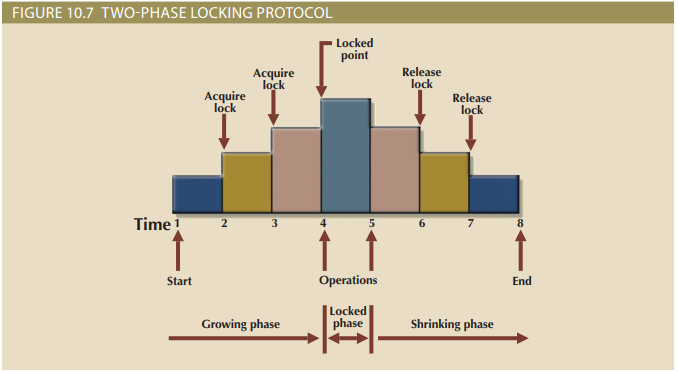 FIGURE 10.7 TWO-PHASE LOCKING PROTOCOL
Locked
point
Acquire
lock
Release
lock
Acquire
lock
Release
lock
Time 1 2 3 4 5 6 7 8
Start
Operations
End
Growing phase
Locked
phase
Shrinking phase